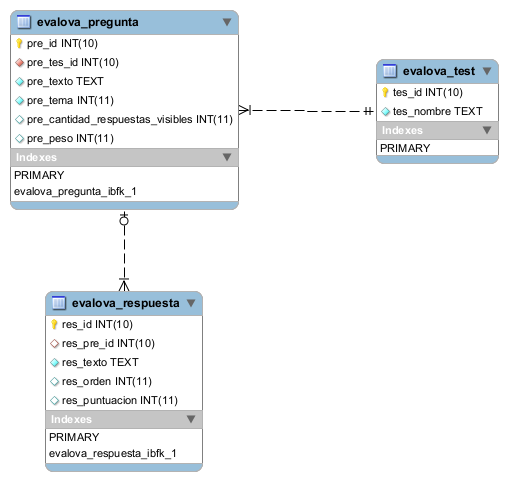 evalova_pregunta
pre_id INT(10)
pre_tes_id INT(10)
pre_texto TEXT
pre_tema INT(11)
pre_cantidad_respuestas_visibles INT(11)
pre_peso INT(11)
Indexes
PRIMARY
evalova_pregunta_ibfk_1
evalova_test
tes_id INT(10)
tes_nombre TEXT
Indexes
PRIMARY
evalova_respuesta
res_id INT(10)
res_pre_id INT(10)
res_texto TEXT
res_orden INT(11)
res_puntuacion INT(11)
Indexes
PRIMARY
evalova_respuesta_ibfk_1